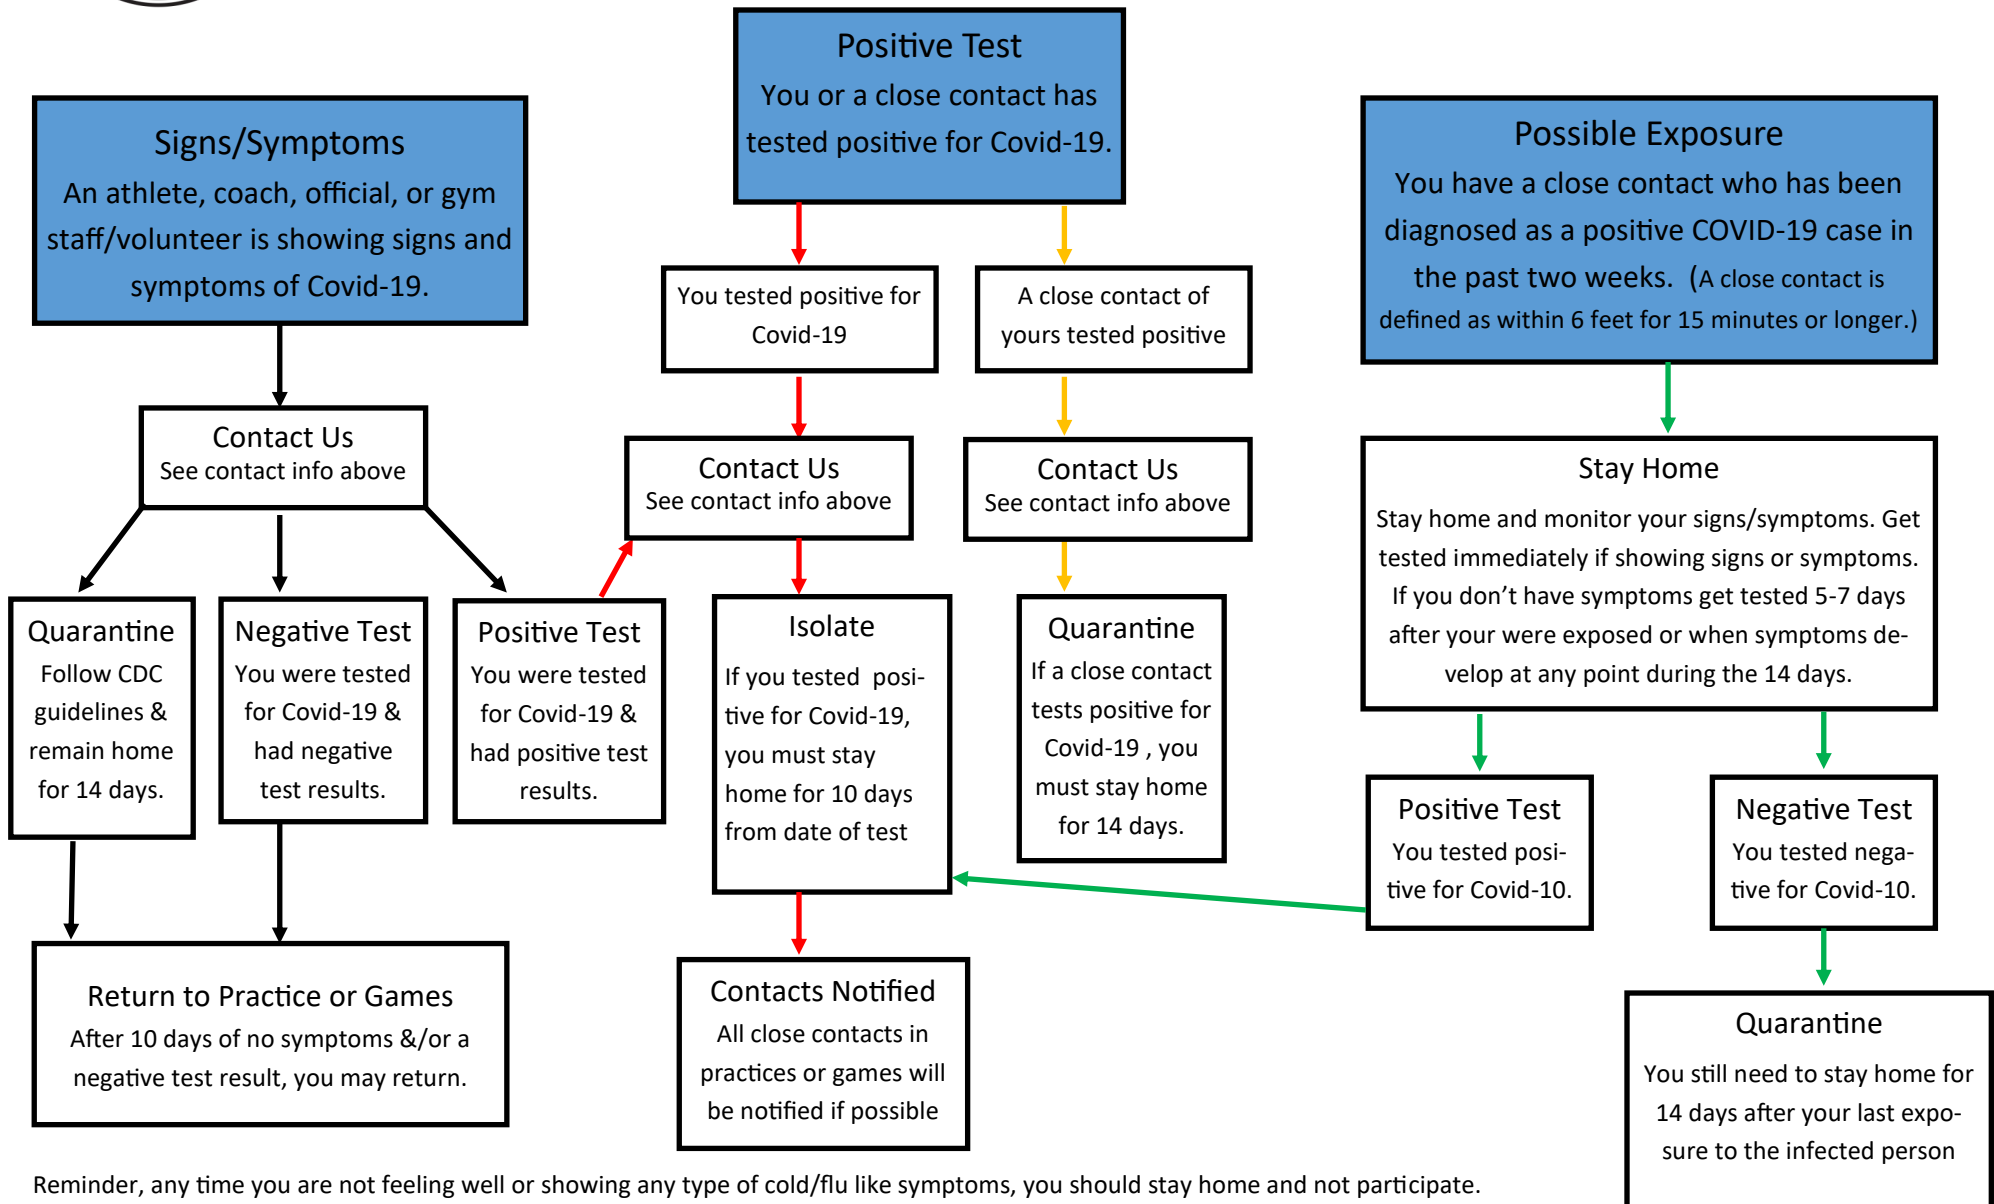 Positive Test
You or a close contact has
tested positive for Covid-19.
Signs/Symptoms
An athlete, coach, official, or gym
staff/volunteer is showing signs and
symptoms of Covid-19.
Possible Exposure
You have a close contact who has been
diagnosed as a positive COVID-19 case in
the past two weeks.  (A close contact is
defined as within 6 feet for 15 minutes or longer.)
You tested positive for
Covid-19
A close contact of
yours tested positive
Contact Us
See contact info above
Contact Us
See contact info above
Contact Us
See contact info above
Stay Home
Stay home and monitor your signs/symptoms. Get
tested immediately if showing signs or symptoms.
If you don’t have symptoms get tested 5-7 days
after your were exposed or when symptoms de-
velop at any point during the 14 days.
Quarantine
Follow CDC
guidelines &
remain home
for 14 days.
Negative Test
You were tested
for Covid-19 &
had negative
test results.
Positive Test
You were tested
for Covid-19 &
had positive test
results.
Isolate
If you tested  posi-
tive for Covid-19,
you must stay
home for 10 days
from date of test
Quarantine
If a close contact
tests positive for
Covid-19 , you
must stay home
for 14 days.
Positive Test
You tested posi-
tive for Covid-10.
Negative Test
You tested nega-
tive for Covid-10.
Return to Practice or Games
After 10 days of no symptoms &/or a
negative test result, you may return.
Contacts Notified
All close contacts in
practices or games will
be notified if possible
Quarantine
You still need to stay home for
14 days after your last expo-
sure to the infected person
Reminder, any time you are not feeling well or showing any type of cold/flu like symptoms, you should stay home and not participate.